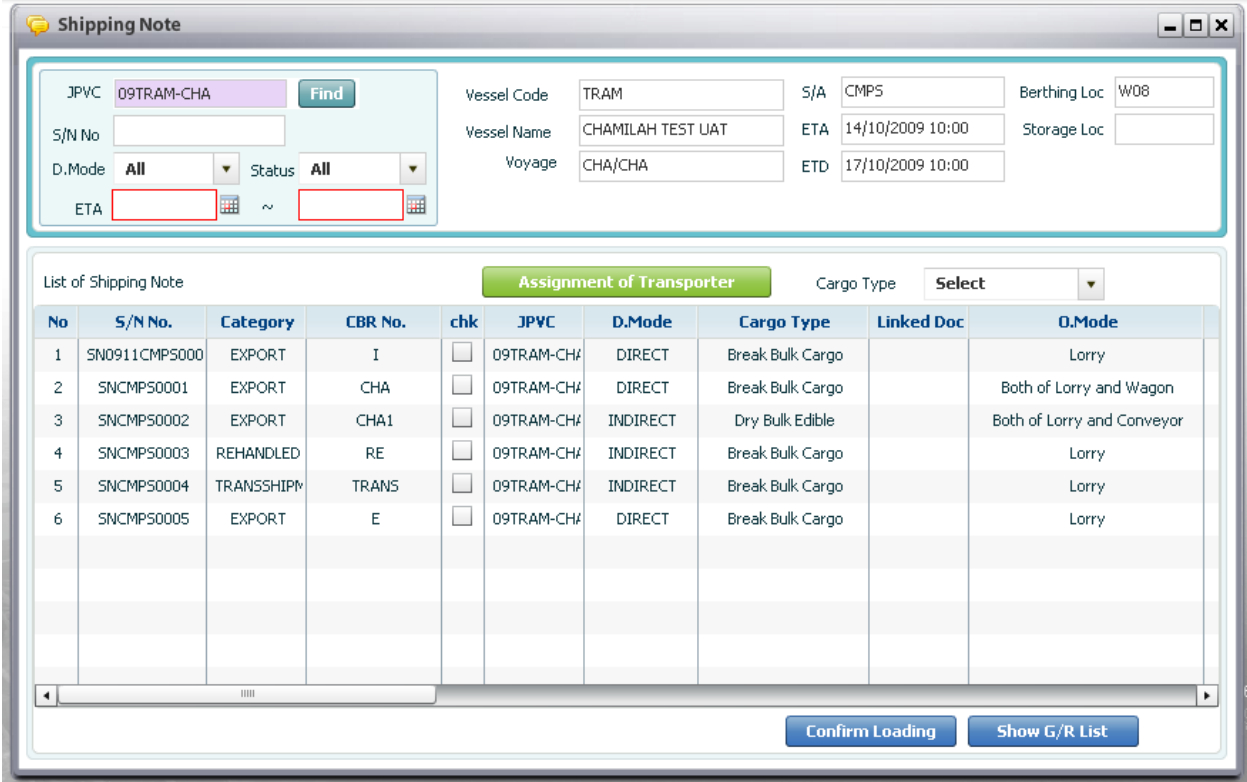 Shipping Note
JPVC 09TRAM-CHA Find Vessel Code TRAM S/A CMPS Berthing Loc W08
S/N No Vessel Name CHAMILAH TEST UAT ETA 14/10/2009 10:00 Storage Loc
D.Mode All Status All Voyage CHA/CHA ETD 17/10/2009 10:00
ETA ~
List of Shipping Note Assignment of Transporter Cargo Type Select
No S/N No. Category CBR No. chk JPVC D.Mode Cargo Type Linked Doc O.Mode
1 SN0911CMPS000 EXPORT I 09TRAM-CHA DIRECT Break Bulk Cargo Lorry
2 SNCMPS0001 EXPORT CHA 09TRAM-CHA DIRECT Break Bulk Cargo Both of Lorry and Wagon
3 SNCMPS0002 EXPORT CHA1 09TRAM-CHA INDIRECT Dry Bulk Edible Both of Lorry and Conveyor
4 SNCMPS0003 REHANDLED RE 09TRAM-CHA INDIRECT Break Bulk Cargo Lorry
5 SNCMPS0004 TRANSSHIPM TRANS 09TRAM-CHA INDIRECT Break Bulk Cargo Lorry
6 SNCMPS0005 EXPORT E 09TRAM-CHA DIRECT Break Bulk Cargo Lorry
Confirm Loading Show G/R List